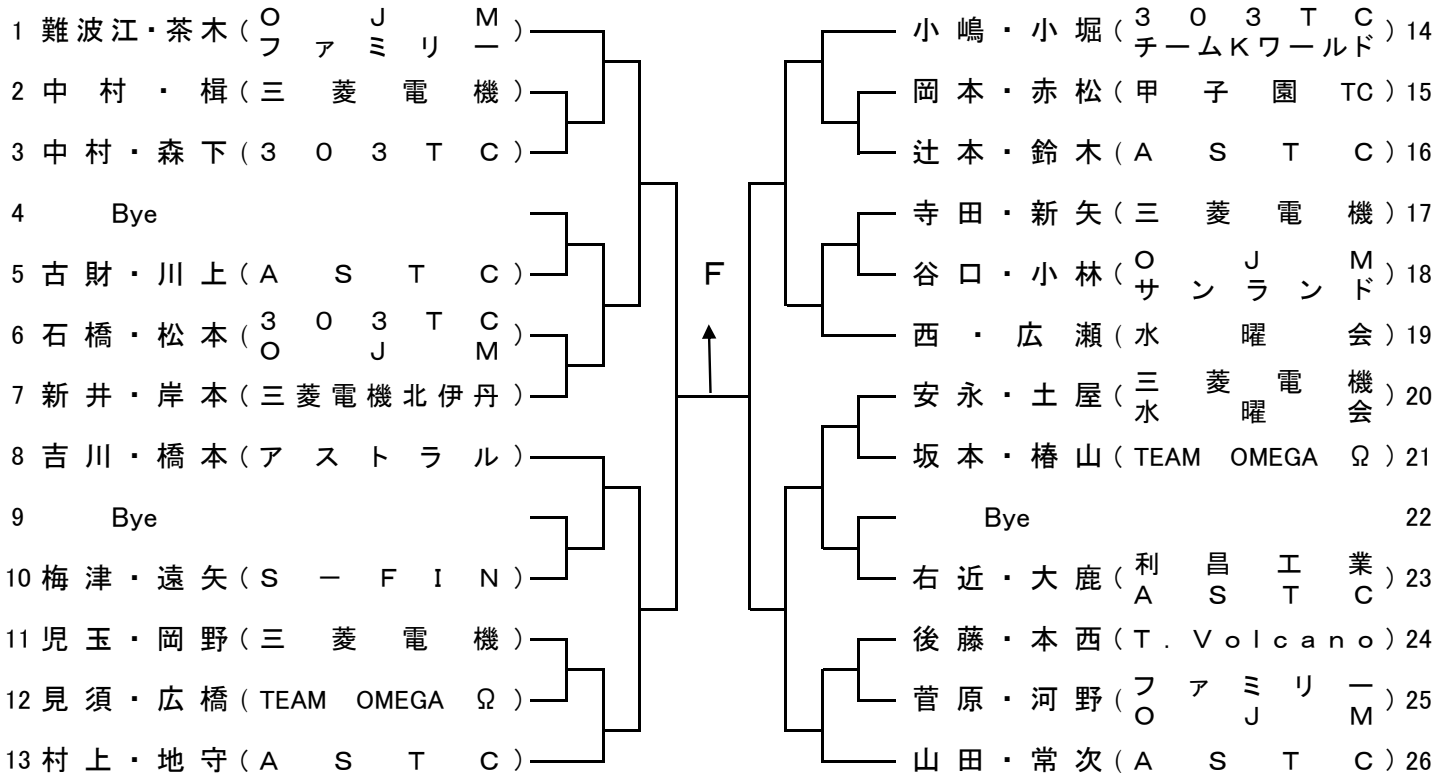 1 難波江・茶木(OJM ファミリー)
2 中村・楫(三菱電機)
3 中村・森下(303TC)
4 Bye
5 古財・川上(ASTC)
6 石橋・松本(303TC OJM)
7 新井・岸本(三菱電機北伊丹)
8 吉川・橋本(アストラル)
9 Bye
10 梅津・遠矢(S-FIN)
11 児玉・岡野(三菱電機)
12 見須・広橋(TEAM OMEGA Ω)
13 村上・地守(ASTC)
F
小嶋・小堀(303TC チームKワールド)14
岡本・赤松(甲子園TC)15
辻本・鈴木(ASTC)16
寺田・新矢(三菱電機)17
谷口・小林(OJM サンランド)18
西・広瀬(水曜会)19
安永・土屋(三菱電機 水曜会)20
坂本・椿山(TEAM OMEGA Ω)21
Bye 22
右近・大鹿(利昌工業 ASTC)23
後藤・本西(T.Volcano)24
菅原・河野(ファミリー OJM)25
山田・常次(ASTC)26